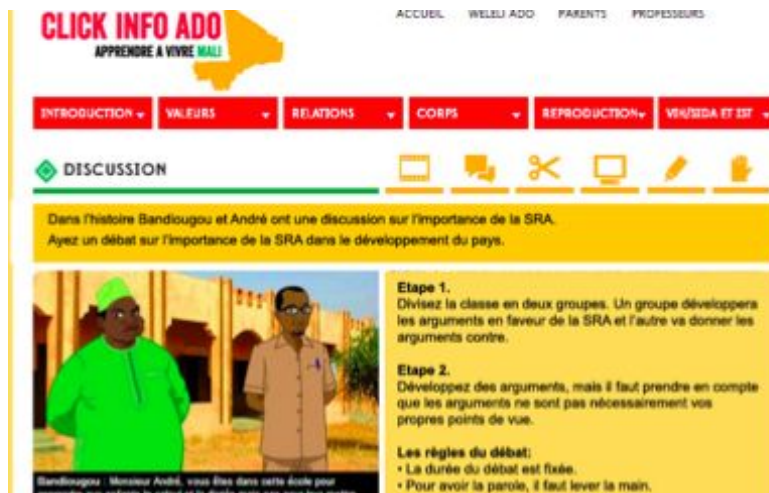 CLICK INFO ADO
APPRENDRE A VIVRE MALI
ACCUEIL WELELI ADO PARENTS PROFESSEURS
INTRODUCTION VALEURS RELATIONS CORPS REPRODUCTION VIH/SIDA ET IST
DISCUSSION
Dans l'histoire Bandiougou et André ont une discussion sur l'importance de la SRA.
Ayez un débat sur l'importance de la SRA dans le développement du pays.
Etape 1.
Divisez la classe en deux groupes. Un groupe développera
les arguments en faveur de la SRA et l'autre va donner les
arguments contre.
Etape 2.
Développez des arguments, mais il faut prendre en compte
que les arguments ne sont pas nécessairement vos
propres points de vue.
Les règles du débat:
• La durée du débat est fixée.
• Pour avoir la parole, il faut lever la main.
Bandiougou : Monsieur André, vous êtes dans cette école pour